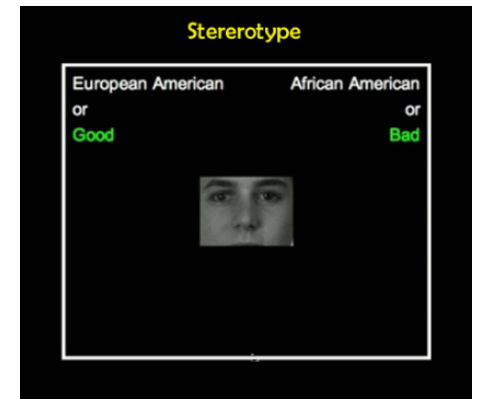 Stererotype
European American
African American
or
or
Good
Bad